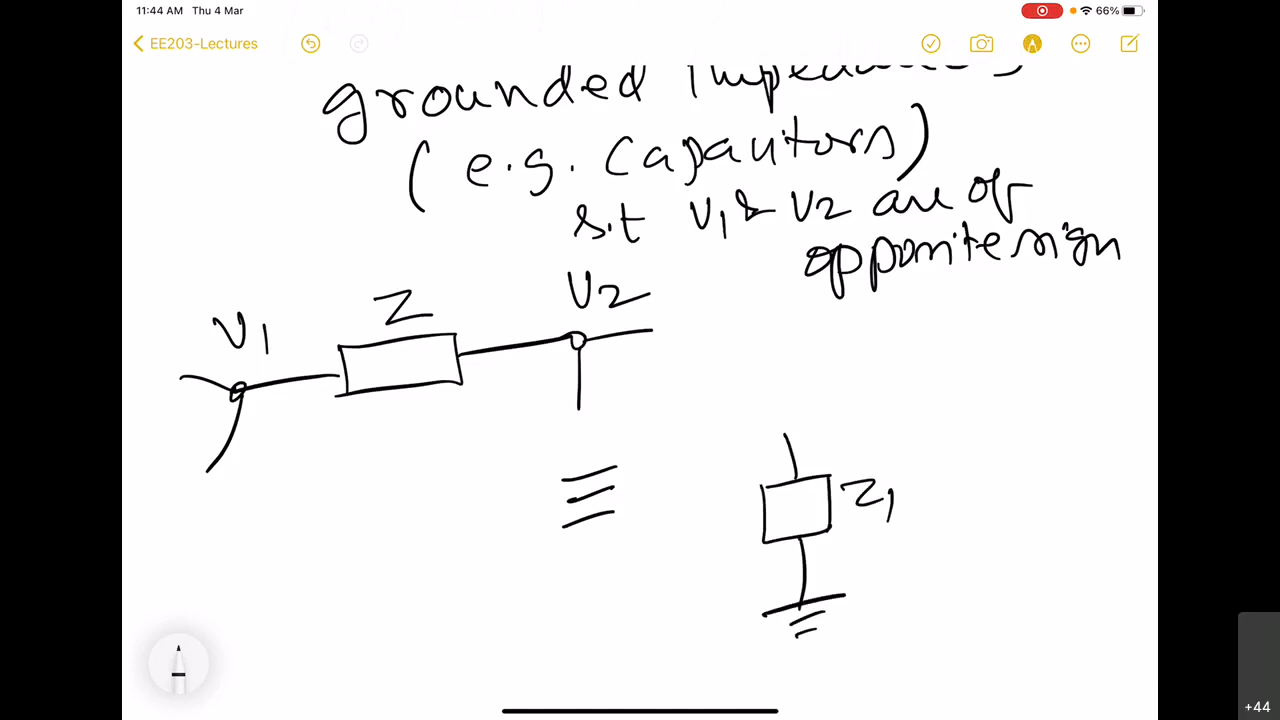 11:44 AM Thu 4 Mar
66%
EE203-Lectures
grounded impedances
(e.g. Capacitors)
s.t V1 & V2 are of
opposite sign
V1
Z
V2
Z1
+44